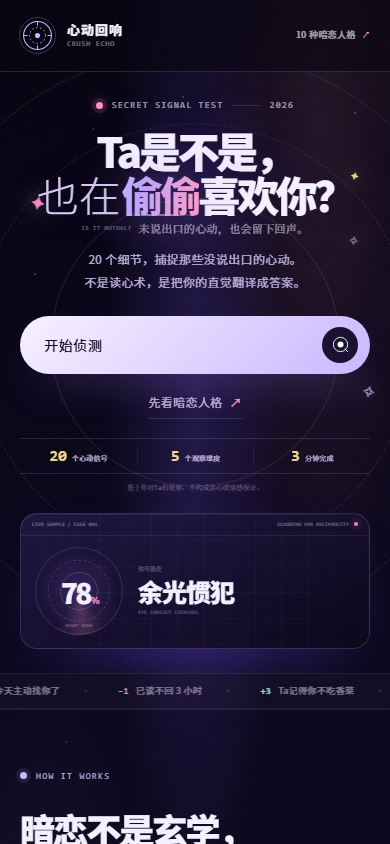 心动回响
CRUSH ECHO
10 种暗恋人格 ↗
SECRET SIGNAL TEST 2026
Ta是不是，
也在偷偷喜欢你？
IS IT MUTUAL? 未说出口的心动，也会留下回声。
20 个细节，捕捉那些没说出口的心动。
不是读心术，是把你的直觉翻译成答案。
开始侦测
先看暗恋人格 ↗
20 个心动信号
5 个观察维度
3 分钟完成
基于你对Ta的观察，不构成读心或情感保证。
LIVE SAMPLE / CASE 001
SCANNING FOR RECIPROCITY
78%
HEART SYNC
你可能是
余光惯犯
EYE CONTACT CRIMINAL
今天主动找你了
−1 已读不回 3 小时
+3 Ta记得你不吃香菜
HOW IT WORKS
暗恋不是玄学，